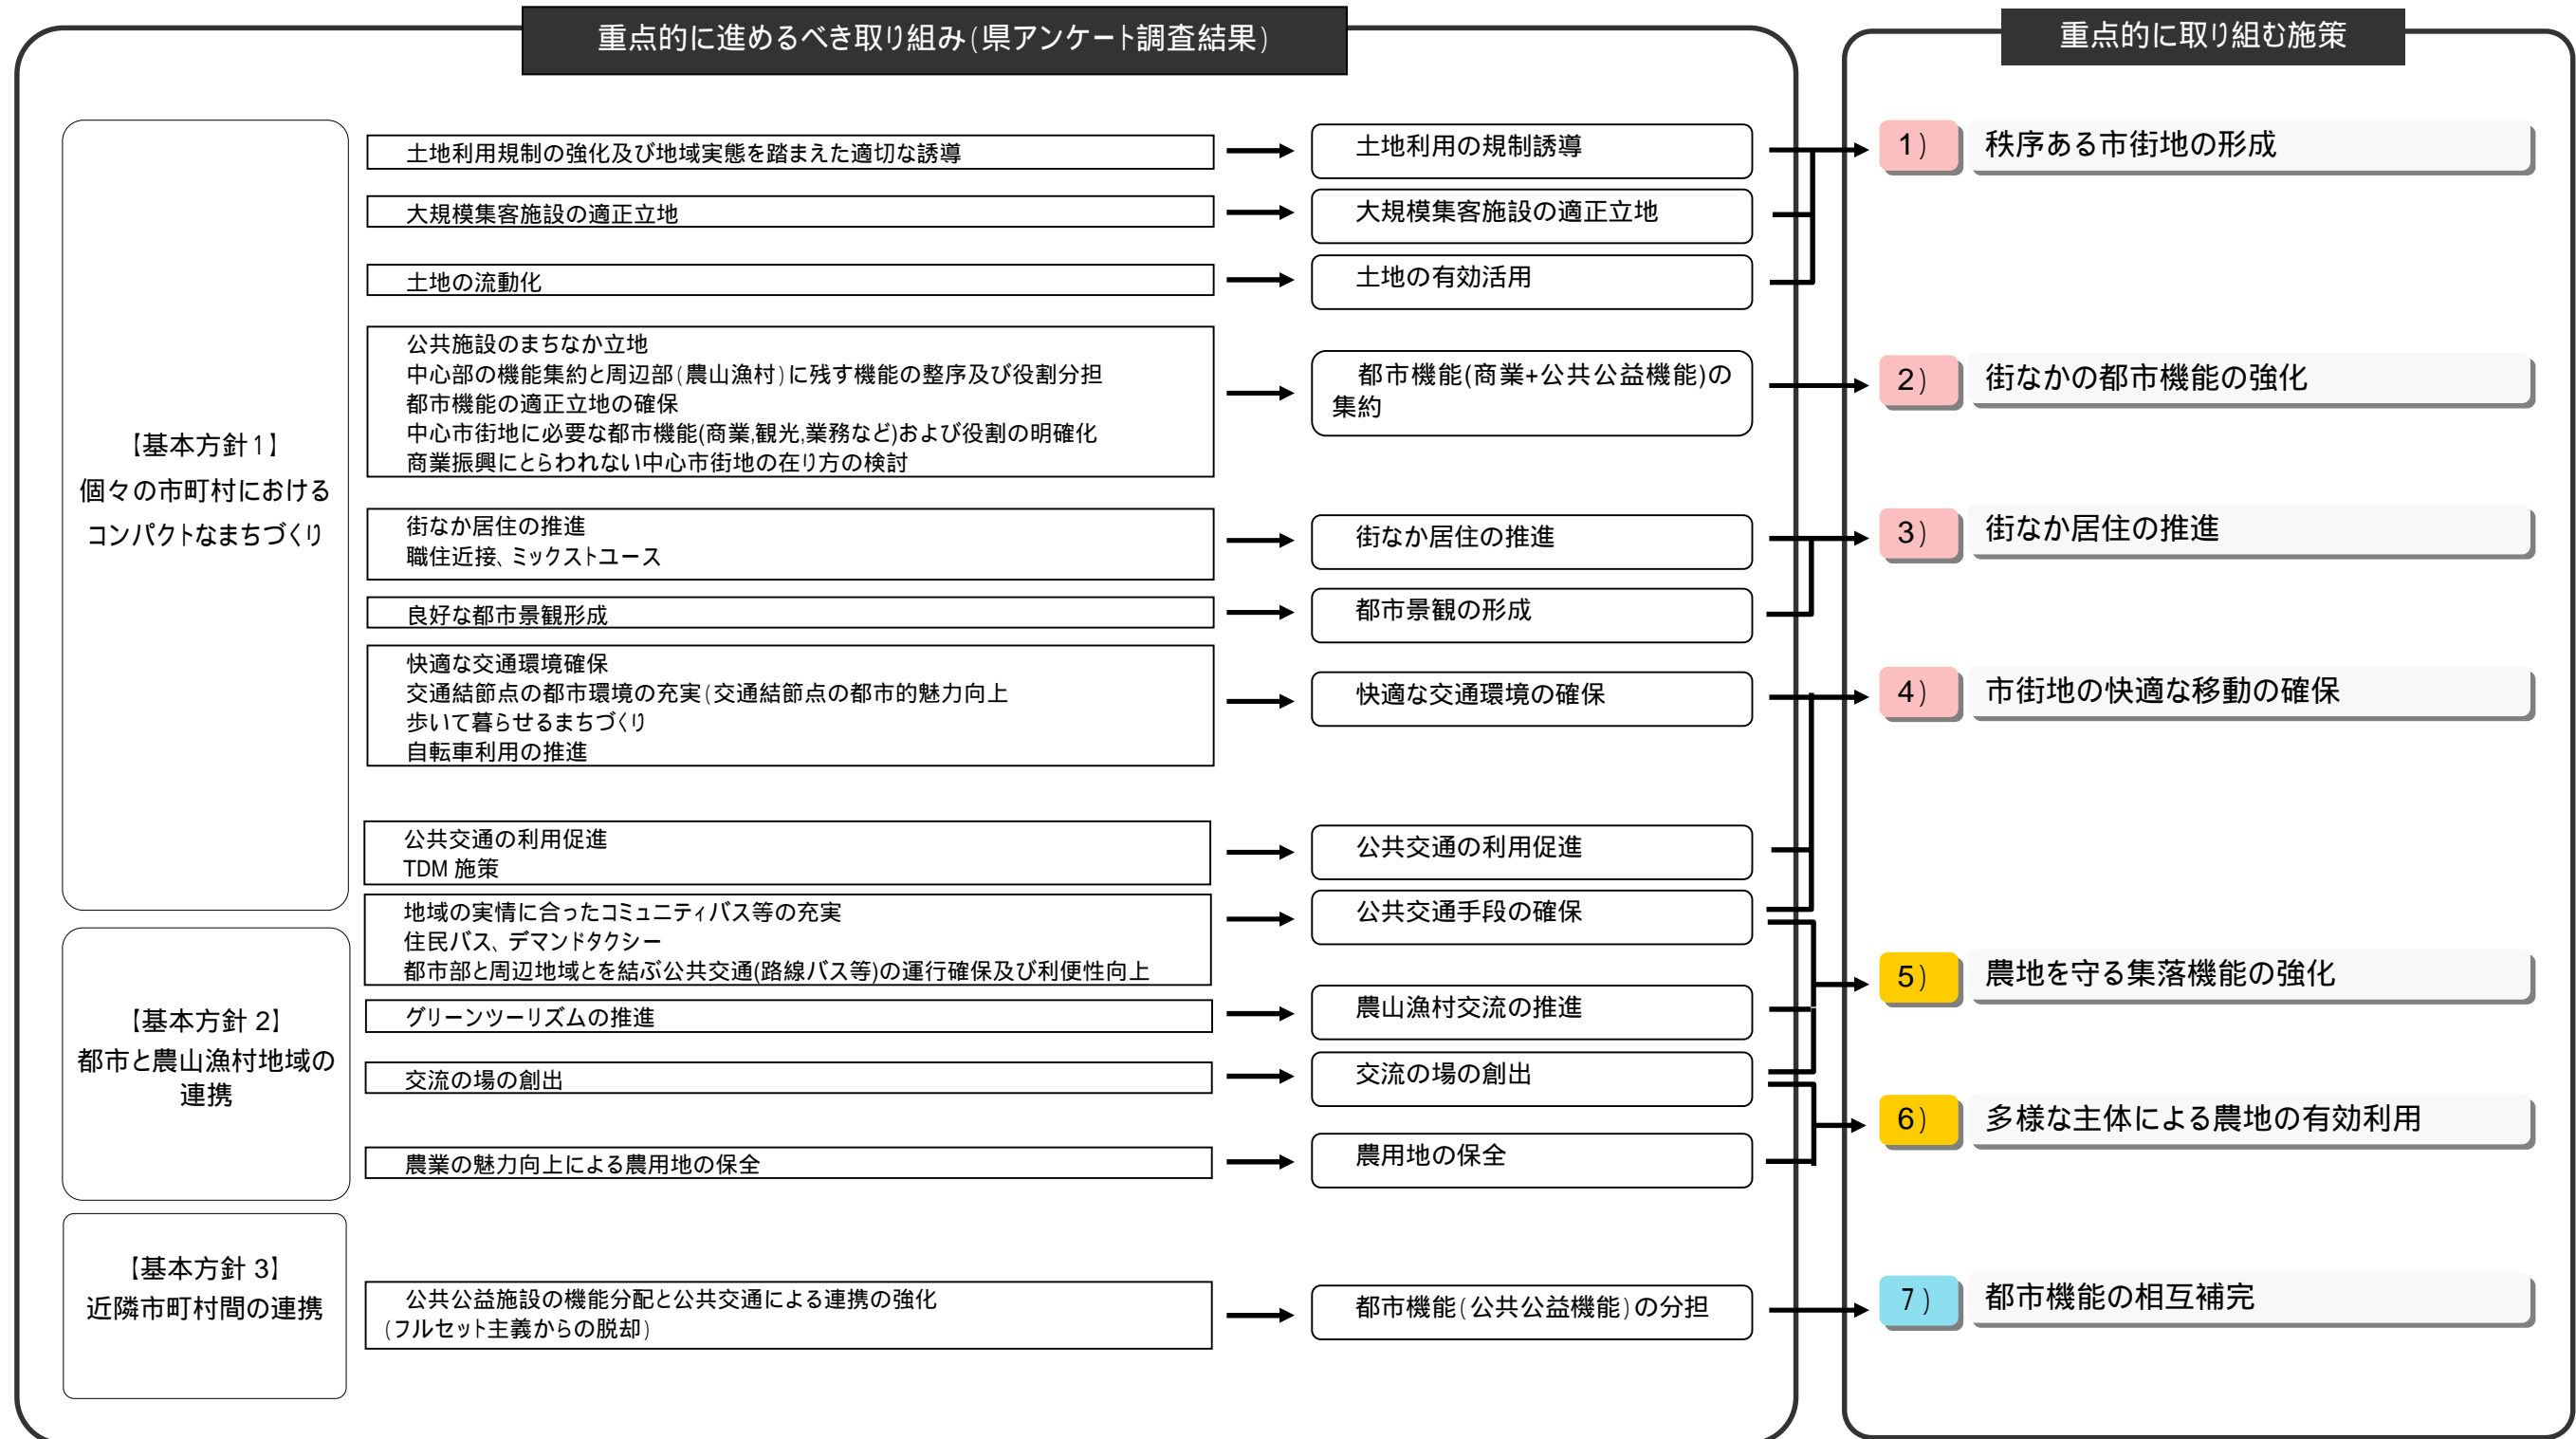 重点的に進めるべき取り組み(県アンケート調査結果)
重点的に取り組む施策
【基本方針1】
個々の市町村における
コンパクトなまちづくり
土地利用規制の強化及び地域実態を踏まえた適切な誘導
土地利用の規制誘導
1)
秩序ある市街地の形成
大規模集客施設の適正立地
大規模集客施設の適正立地
土地の流動化
土地の有効活用
公共施設のまちなか立地
中心部の機能集約と周辺部(農山漁村)に残す機能の整序及び役割分担
都市機能の適正立地の確保
中心市街地に必要な都市機能(商業,観光,業務など)および役割の明確化
商業振興にとらわれない中心市街地の在り方の検討
都市機能(商業+公共公益機能)の
集約
2)
街なかの都市機能の強化
街なか居住の推進
職住近接、ミックストユース
街なか居住の推進
3)
街なか居住の推進
良好な都市景観形成
都市景観の形成
快適な交通環境確保
交通結節点の都市環境の充実(交通結節点の都市的魅力向上
歩いて暮らせるまちづくり
自転車利用の推進
快適な交通環境の確保
4)
市街地の快適な移動の確保
公共交通の利用促進
TDM 施策
公共交通の利用促進
地域の実情に合ったコミュニティバス等の充実
住民バス、デマンドタクシー
都市部と周辺地域とを結ぶ公共交通(路線バス等)の運行確保及び利便性向上
公共交通手段の確保
【基本方針 2】
都市と農山漁村地域の
連携
5)
農地を守る集落機能の強化
グリーンツーリズムの推進
農山漁村交流の推進
交流の場の創出
交流の場の創出
6)
多様な主体による農地の有効利用
農業の魅力向上による農用地の保全
農用地の保全
【基本方針 3】
近隣市町村間の連携
公共公益施設の機能分配と公共交通による連携の強化
(フルセット主義からの脱却)
都市機能(公共公益機能)の分担
7)
都市機能の相互補完